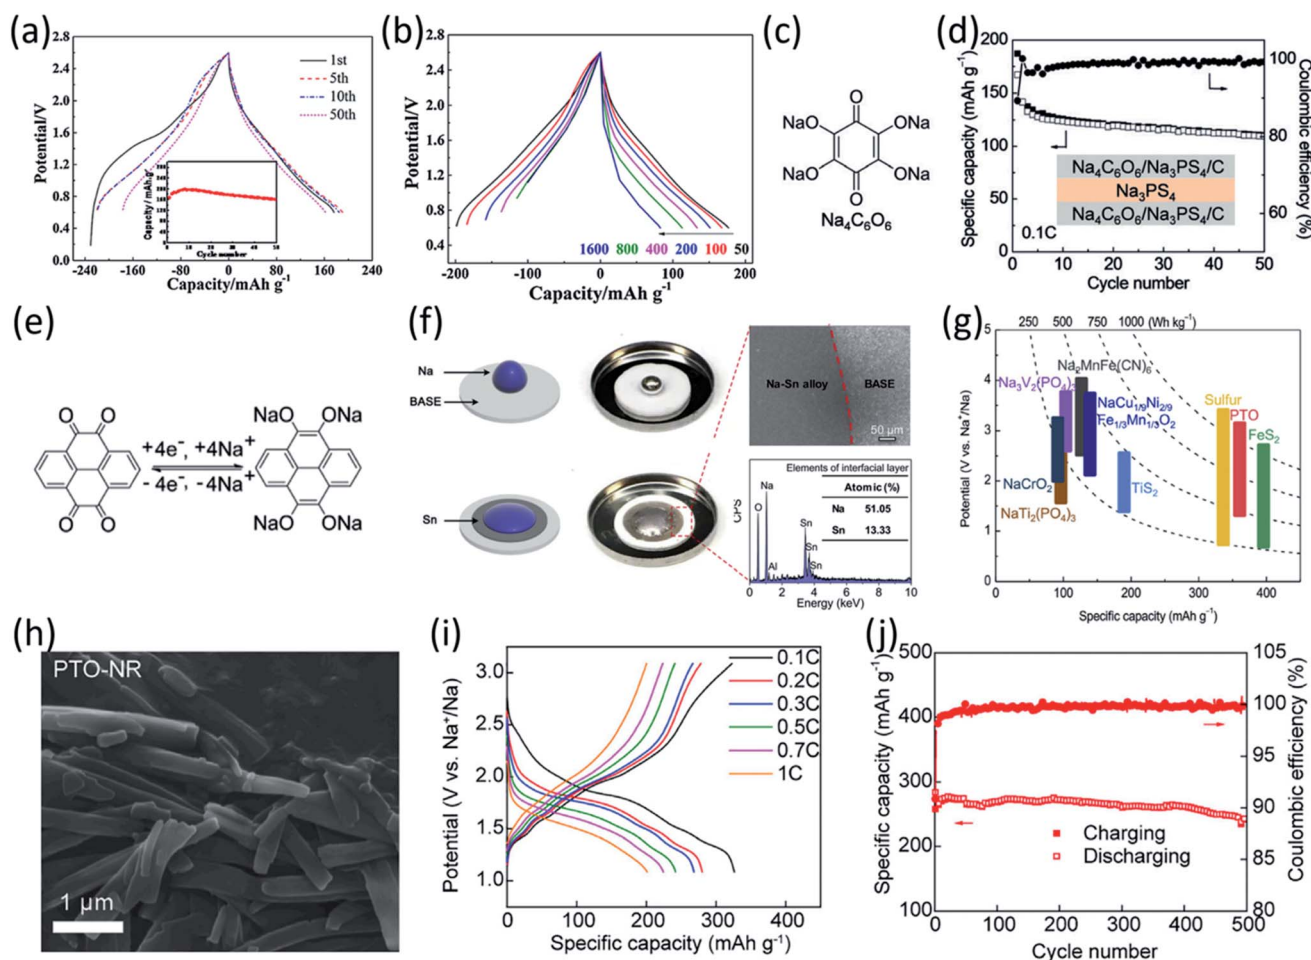 (a)
2.8
2.4
2.0
1.6
1.2
0.8
0.4
0.0
Potential/V
1st
5th
10th
50th
Capacity / mAh.g
Cycle number
-240 -160 -80 0 80 160 240
Capacity/mAh g⁻¹
(b)
2.8
2.4
2.0
1.6
1.2
0.8
0.4
Potential/V
1600 800 400 200 100 50
-200 -100 0 100 200
Capacity/mAh g⁻¹
(c)
O
NaO ONa
NaO ONa
O
Na₄C₆O₆
(d)
200
150
100
50
0
Specific capacity (mAh g⁻¹)
100
80
60
Coulombic efficiency (%)
Na₄C₆O₆/Na₃PS₄/C
Na₃PS₄
Na₄C₆O₆/Na₃PS₄/C
0.1C
0 10 20 30 40 50
Cycle number
(e)
O O
O O
+4e⁻, +4Na⁺
- 4e⁻, -4Na⁺
NaO ONa
NaO ONa
(f)
Na
BASE
Sn
Na-Sn alloy BASE
50 µm
Elements of interfacial layer
Atomic (%)
Na 51.05
Sn 13.33
CPS
O
Na
Al
Sn
Sn
Sn
0 2 4 6 8 10
Energy (keV)
(g)
250 500 750 1000 (Wh kg⁻¹)
5
4
3
2
1
0
Potential (V vs. Na⁺/Na)
Na₂MnFe(CN)₆
Na₃V₂(PO₄)₃
NaCu₁/₉Ni₂/₉
Fe₁/₃Mn₁/₃O₂
Sulfur
PTO
FeS₂
NaCrO₂
TiS₂
NaTi₂(PO₄)₃
0 100 200 300 400
Specific capacity (mAh g⁻¹)
(h)
PTO-NR
1 µm
(i)
3.0
2.5
2.0
1.5
1.0
Potential (V vs. Na⁺/Na)
0.1C
0.2C
0.3C
0.5C
0.7C
1C
0 100 200 300 400
Specific capacity (mAh g⁻¹)
(j)
500
400
300
200
100
Specific capacity (mAh g⁻¹)
105
100
95
90
85
80
Coulombic efficiency (%)
Charging
Discharging
0 100 200 300 400 500
Cycle number